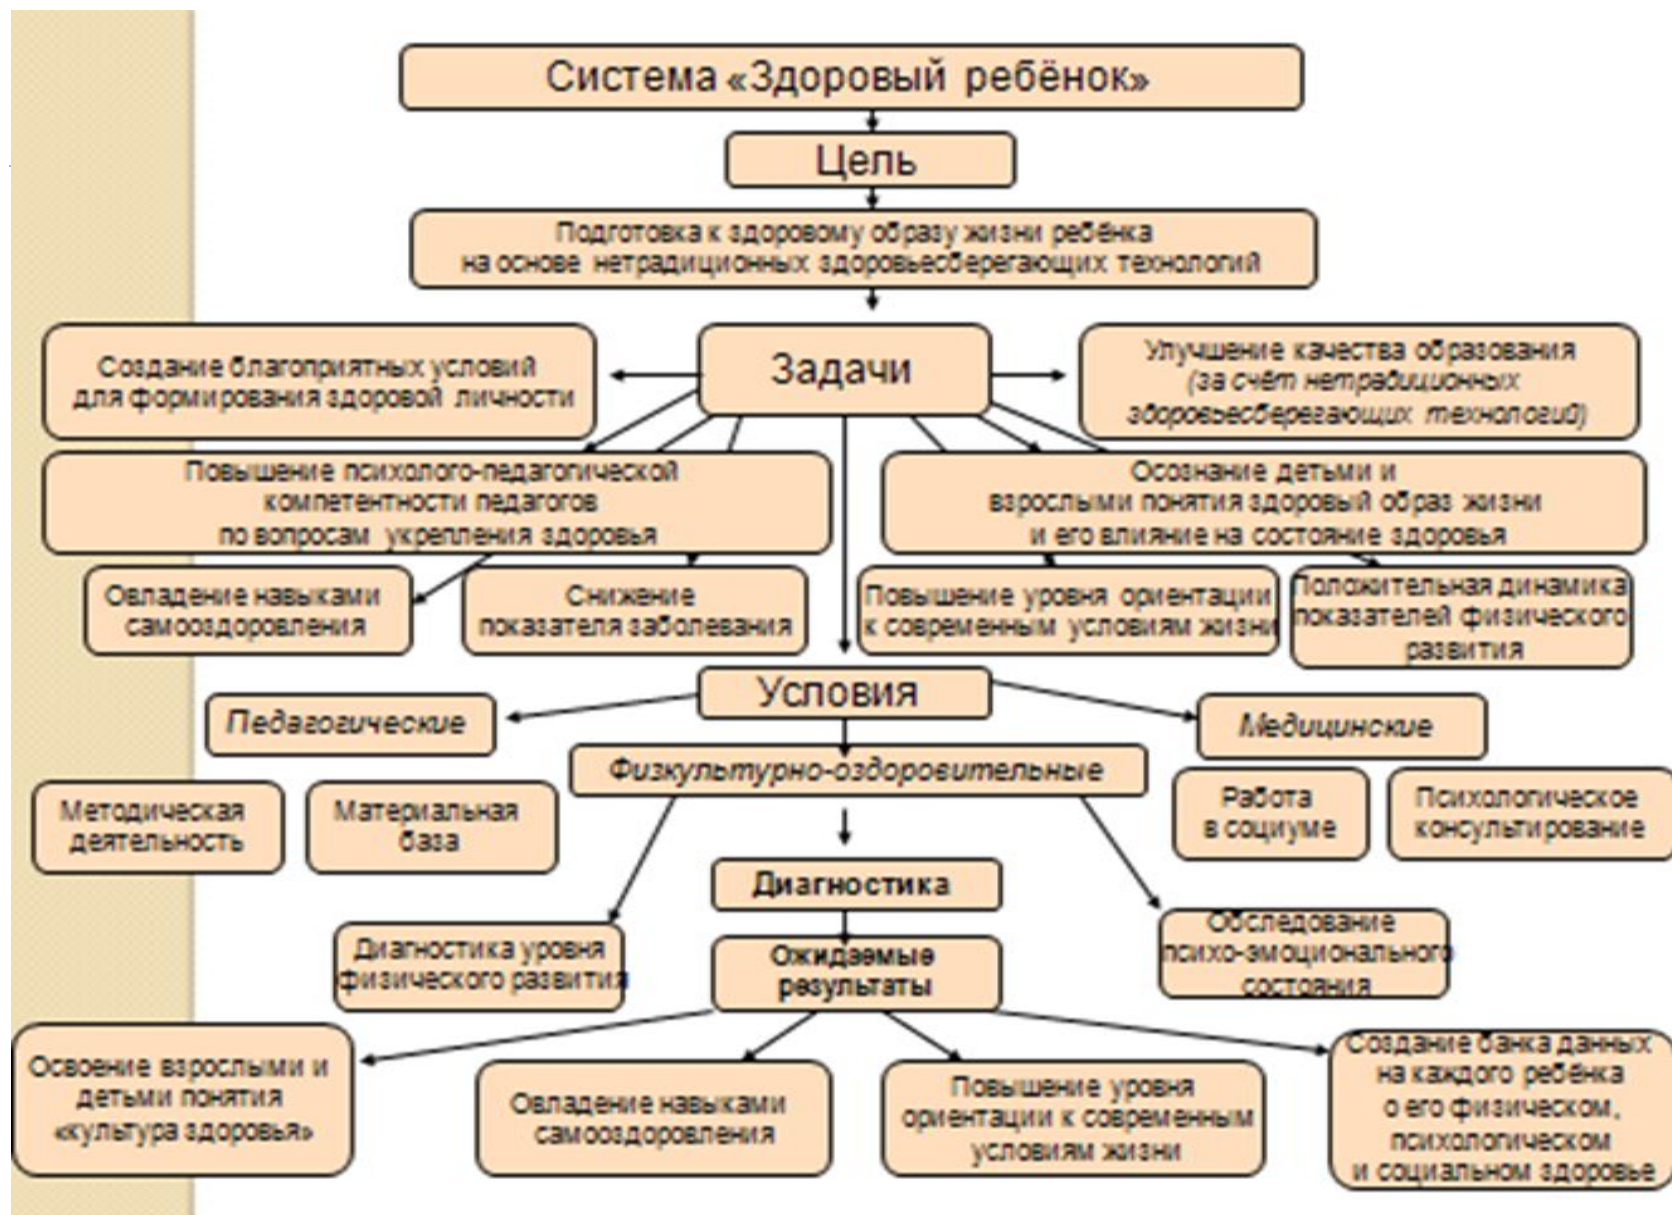 Система «Здоровый ребёнок»
Цель
Подготовка к здоровому образу жизни ребёнка
на основе нетрадиционных здоровьесберегающих технологий
Создание благоприятных условий
для формирования здоровой личности
Задачи
Улучшение качества образования
(за счёт нетрадиционных
здоровьесберегающих технологий)
Повышение психолого-педагогической
компетентности педагогов
по вопросам укрепления здоровья
Осознание детьми и
взрослыми понятия здоровый образ жизни
и его влияние на состояние здоровья
Овладение навыками
самооздоровления
Снижение
показателя заболевания
Повышение уровня ориентации
к современным условиям жизни
Положительная динамика
показателей физического
развития
Условия
Педагогические
Медицинские
Физкультурно-оздоровительные
Методическая
деятельность
Материальная
база
Работа
в социуме
Психологическое
консультирование
Диагностика
Диагностика уровня
физического развития
Ожидаемые
результаты
Обследование
психо-эмоционального
состояния
Освоение взрослыми и
детьми понятия
«культура здоровья»
Овладение навыками
самооздоровления
Повышение уровня
ориентации к современным
условиям жизни
Создание банка данных
на каждого ребёнка
о его физическом,
психологическом
и социальном здоровье